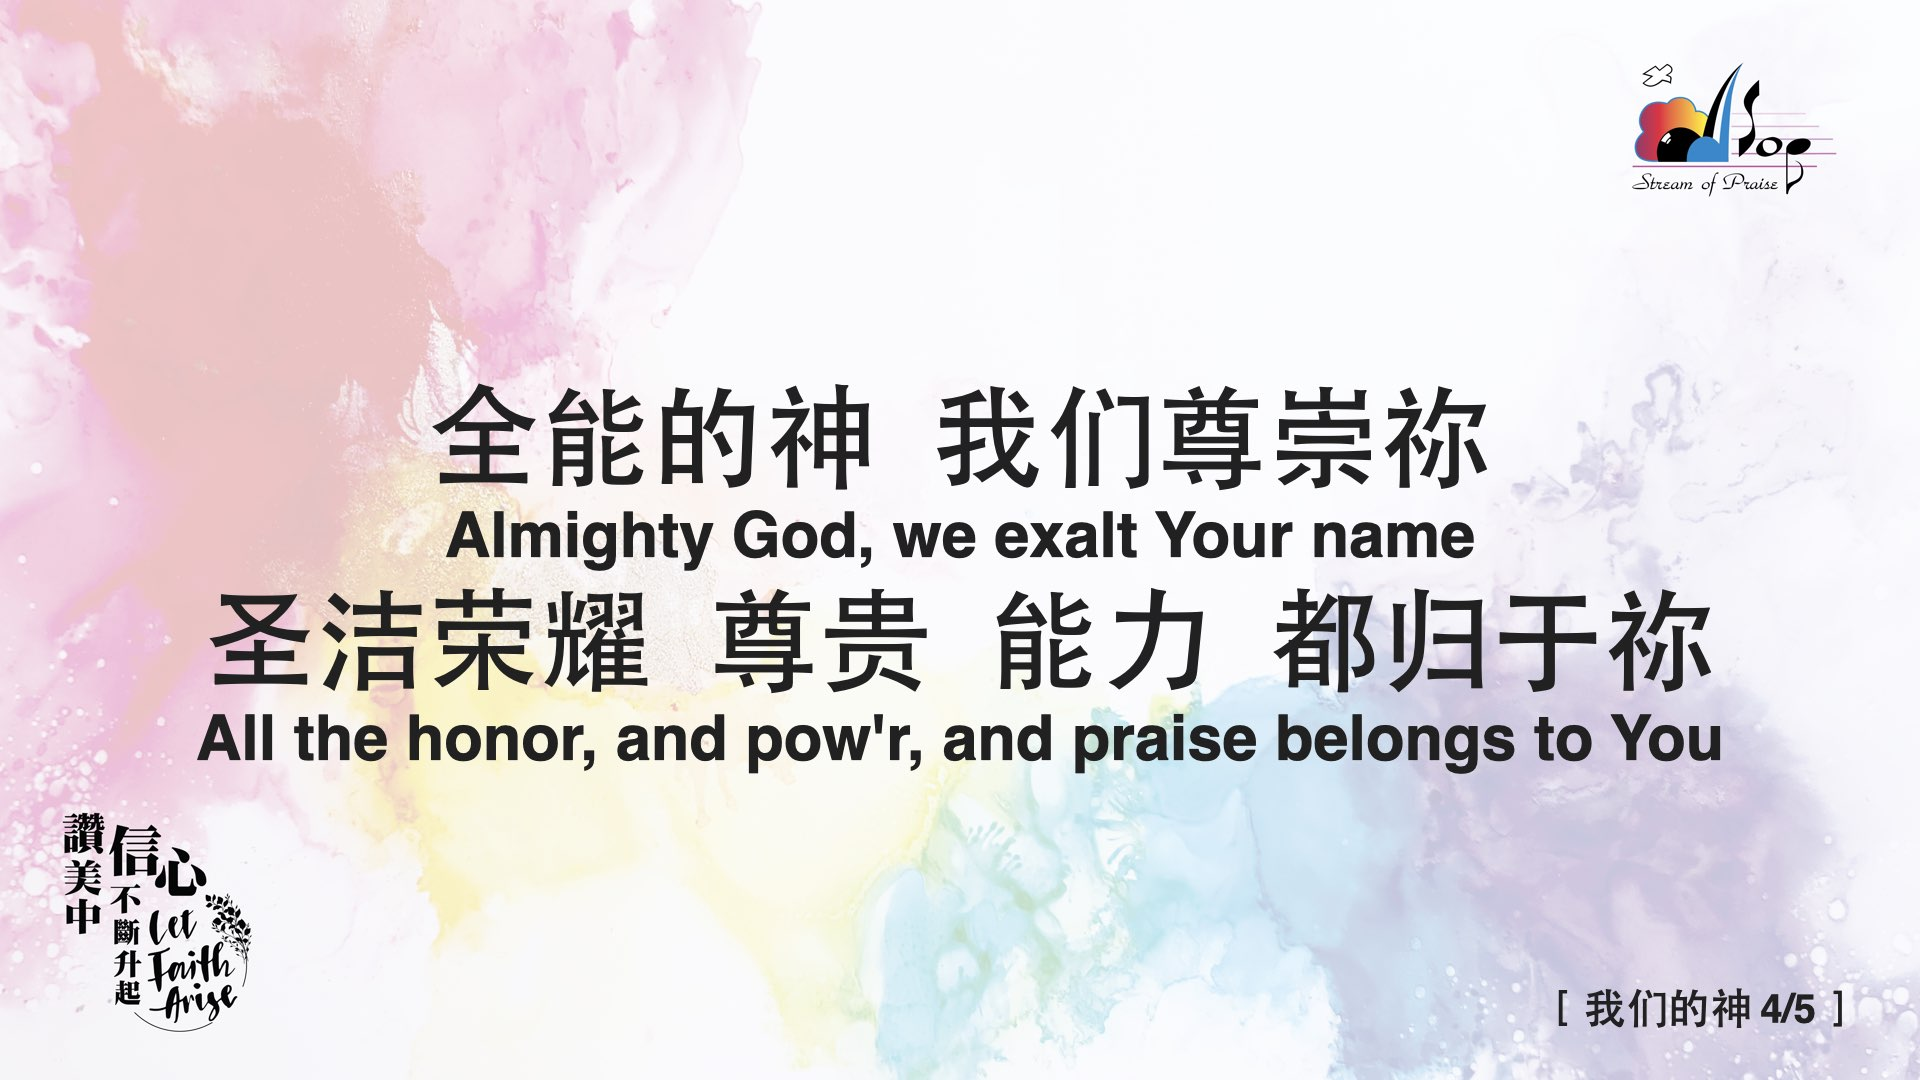 SOP
Stream of Praise
全能的神 我们尊崇祢
Almighty God, we exalt Your name
圣洁荣耀 尊贵 能力 都归于祢
All the honor, and pow'r, and praise belongs to You
讚美中
信心
不斷升起
Let
Faith
Arise
[ 我们的神 4/5 ]